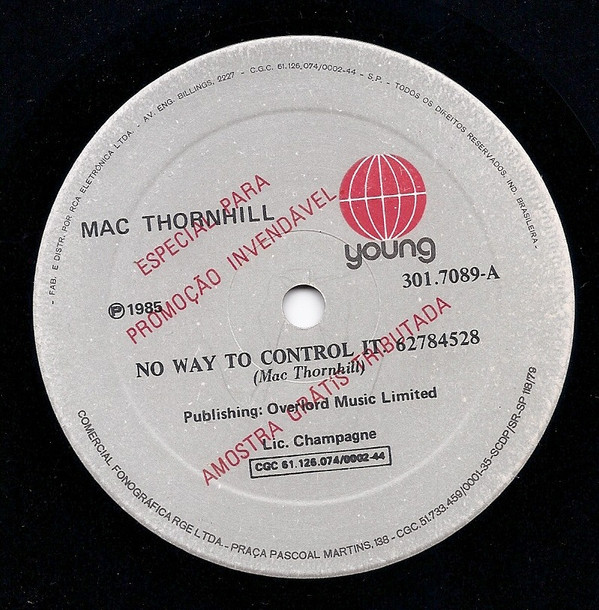 - FAB. E DISTR. POR RCA ELETRÔNICA LTDA. - AV. ENG. BILLINGS, 2227 - C.G.C. 61.126.074/0002-44 - S.P. - TODOS OS DIREITOS RESERVADOS. IND. BRASILEIRA -
MAC THORNHILL
young
ESPECIAL PARA
PROMOÇÃO INVENDÁVEL
AMOSTRA GRÁTIS TRIBUTADA
301.7089-A
Ⓟ1985
NO WAY TO CONTROL IT 62784528
(Mac Thornhill)
Publishing: Overlord Music Limited
Lic. Champagne
CGC 61.126.074/0002-44
COMERCIAL FONOGRÁFICA RGE LTDA. - PRAÇA PASCOAL MARTINS, 138 - CGC.51.733.459/0001-35-SCDP/SR-SP 118/79